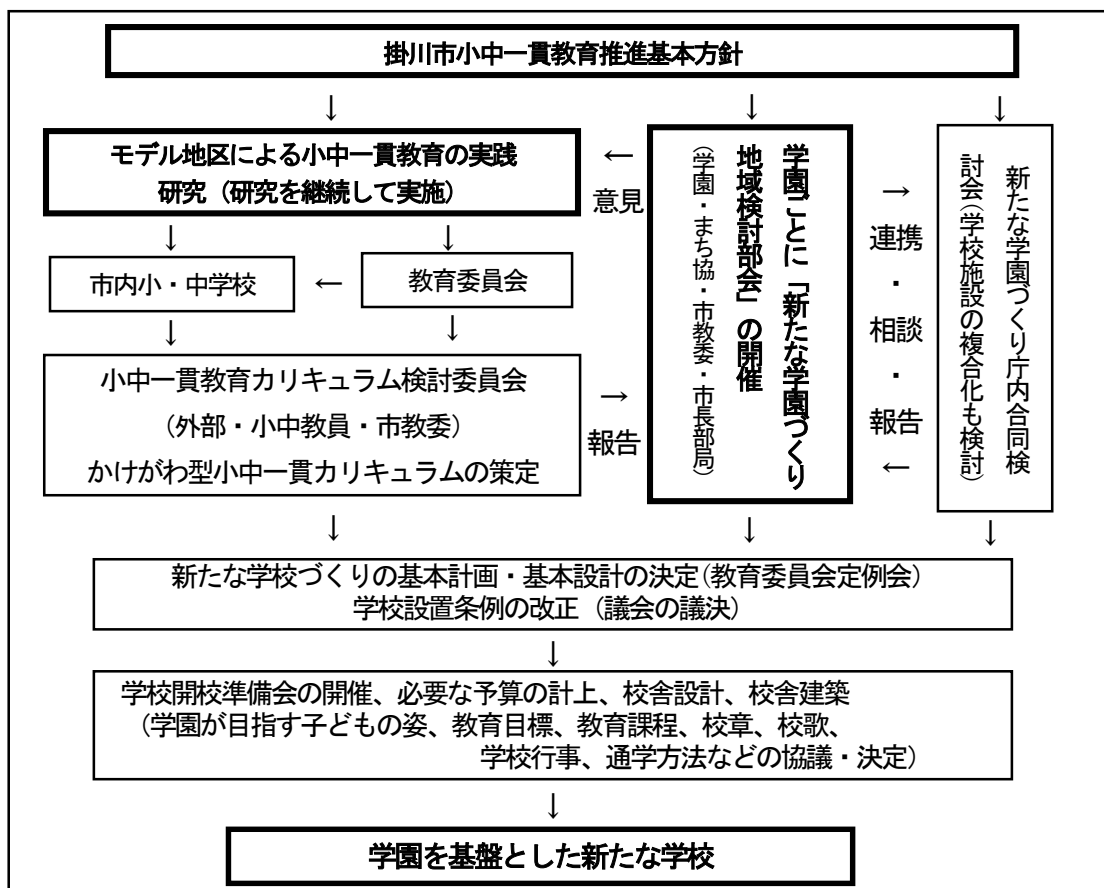 掛川市小中一貫教育推進基本方針
↓
↓
↓
モデル地区による小中一貫教育の実践
研究（研究を継続して実施）
←
意見
学園ごとに「新たな学園づくり
地域検討部会」の開催
（学園・まち協・市教委・市長部局）
→
連携
・
相談
・
報告
←
新たな学園づくり庁内合同検
討会（学校施設の複合化も検討）
↓
↓
市内小・中学校
←
教育委員会
↓
↓
小中一貫教育カリキュラム検討委員会
（外部・小中教員・市教委）
かけがわ型小中一貫カリキュラムの策定
→
報告
↓
↓
↓
新たな学校づくりの基本計画・基本設計の決定（教育委員会定例会）
学校設置条例の改正（議会の議決）
↓
学校開校準備会の開催、必要な予算の計上、校舎設計、校舎建築
（学園が目指す子どもの姿、教育目標、教育課程、校章、校歌、
学校行事、通学方法などの協議・決定）
↓
学園を基盤とした新たな学校